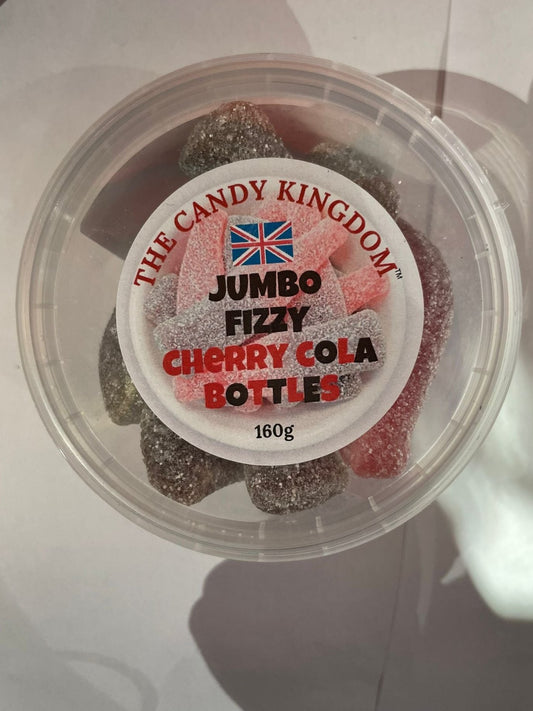 THE CANDY KINGDOM™
JUMBO
FIZZY
CHERRY COLA
BOTTLES
160g